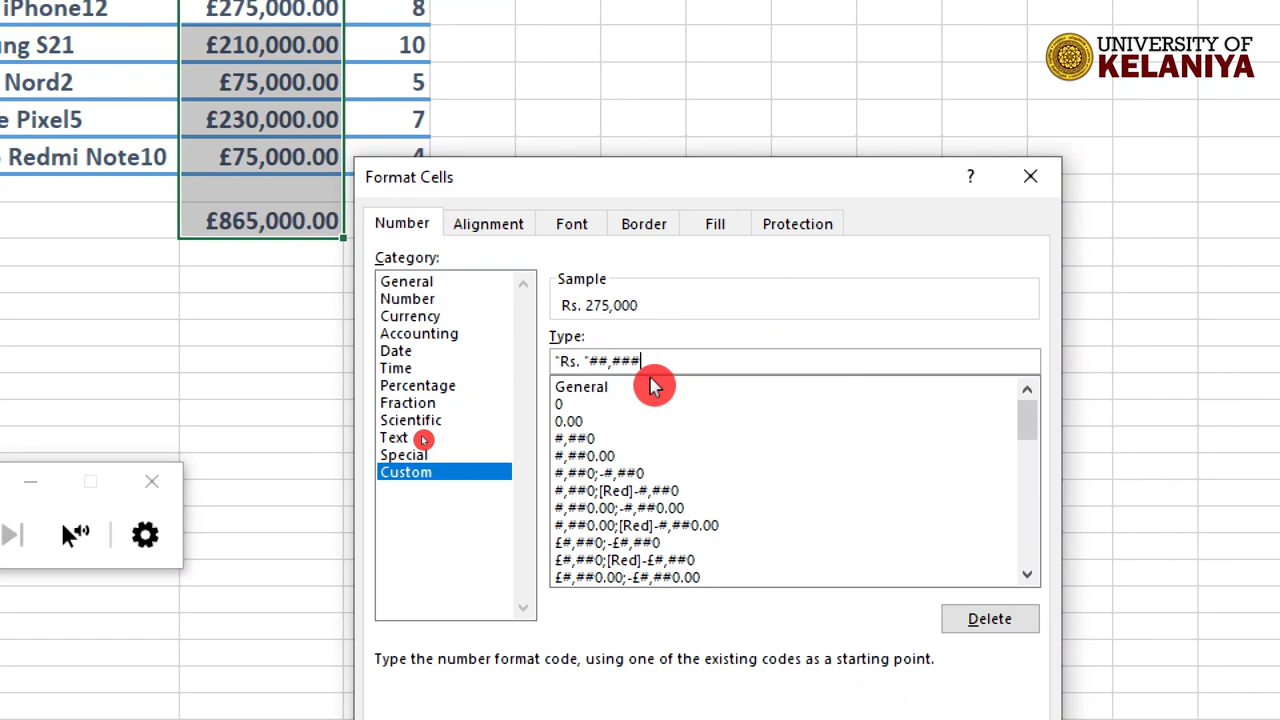 iPhone12 £275,000.00 8
ng S21 £210,000.00 10
Nord2 £75,000.00 5
e Pixel5 £230,000.00 7
Redmi Note10 £75,000.00
£865,000.00
UNIVERSITY OF
KELANIYA
Format Cells ?
Number Alignment Font Border Fill Protection
Category:
General
Number
Currency
Accounting
Date
Time
Percentage
Fraction
Scientific
Text
Special
Custom
Sample
Rs. 275,000
Type:
"Rs. "##,###
General
0
0.00
#,##0
#,##0.00
#,##0;-#,##0
#,##0;[Red]-#,##0
#,##0.00;-#,##0.00
#,##0.00;[Red]-#,##0.00
£#,##0;-£#,##0
£#,##0;[Red]-£#,##0
£#,##0.00;-£#,##0.00
Delete
Type the number format code, using one of the existing codes as a starting point.